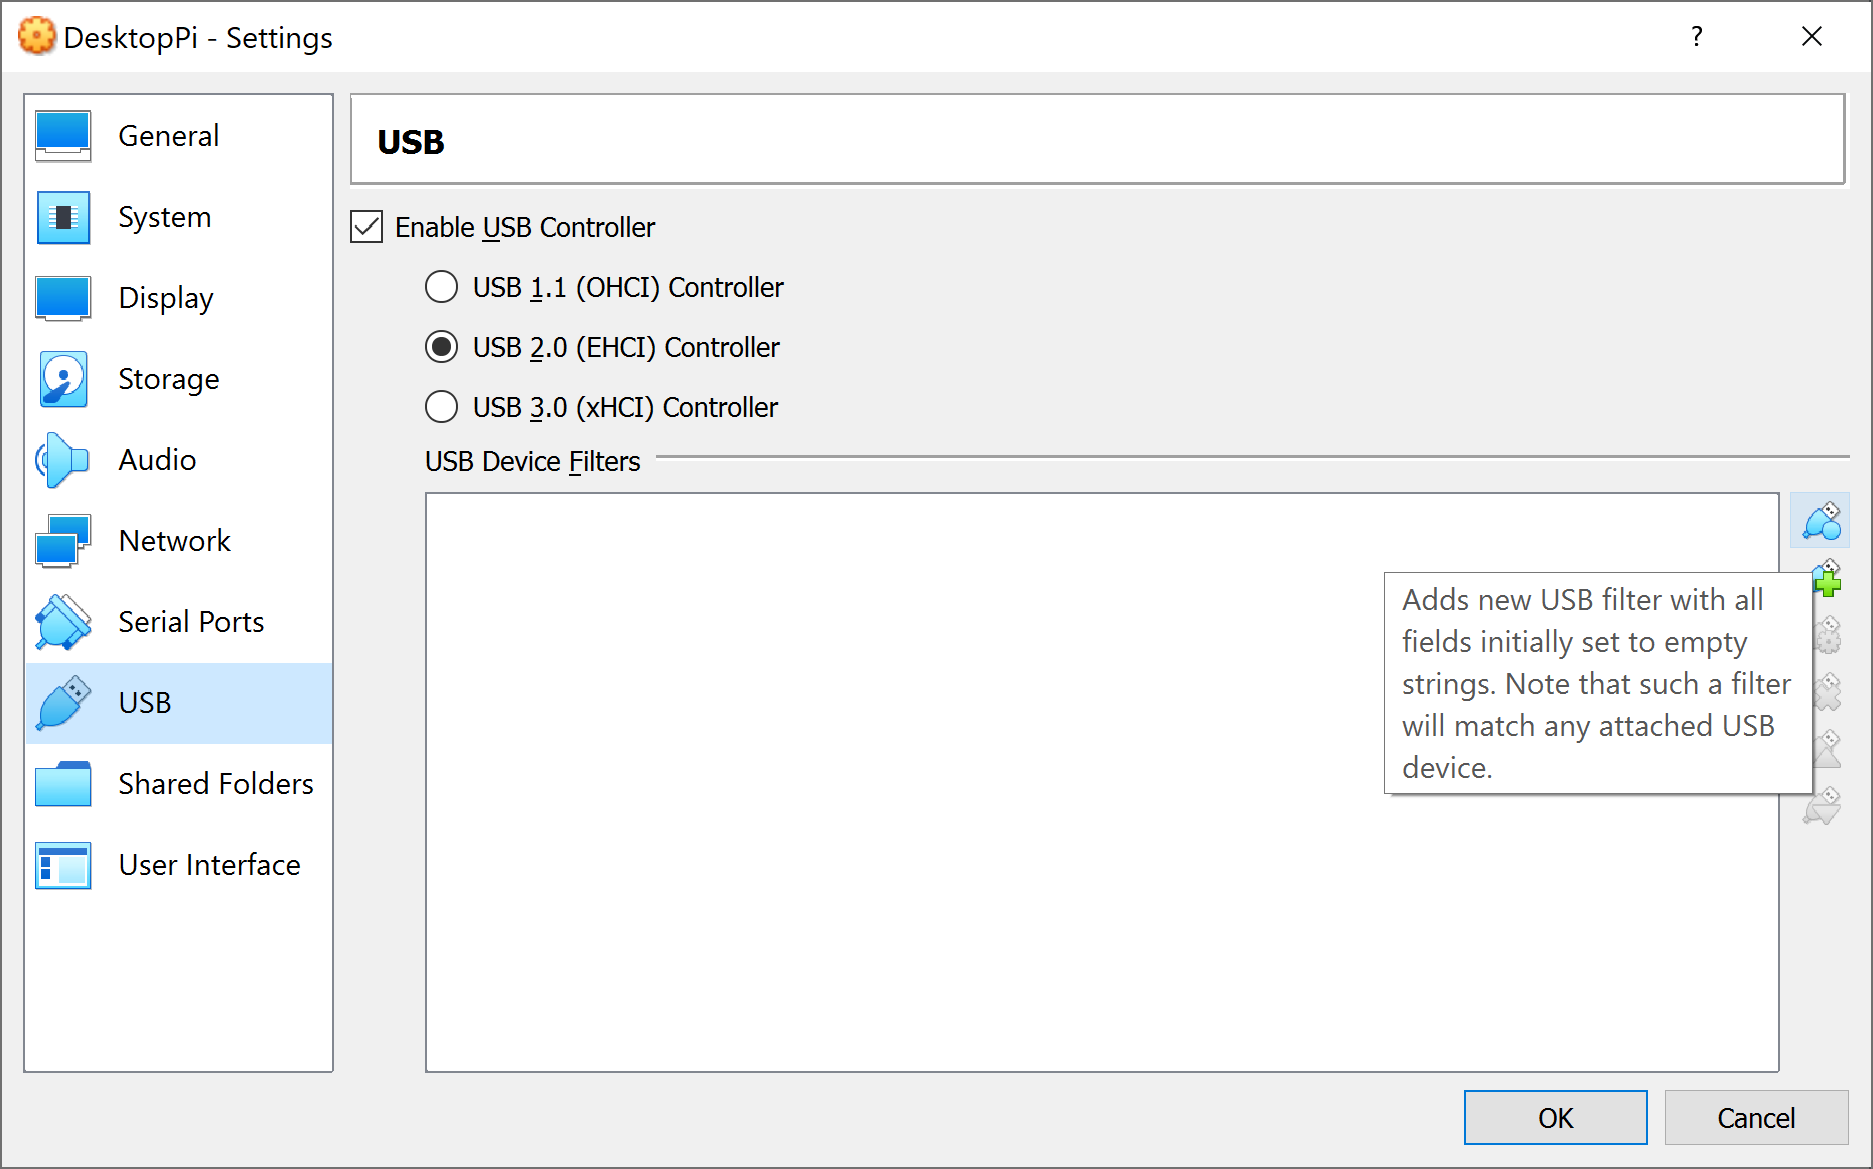 DesktopPi - Settings
?
General
System
Display
Storage
Audio
Network
Serial Ports
USB
Shared Folders
User Interface
USB
Enable USB Controller
USB 1.1 (OHCI) Controller
USB 2.0 (EHCI) Controller
USB 3.0 (xHCI) Controller
USB Device Filters
Adds new USB filter with all
fields initially set to empty
strings. Note that such a filter
will match any attached USB
device.
OK
Cancel